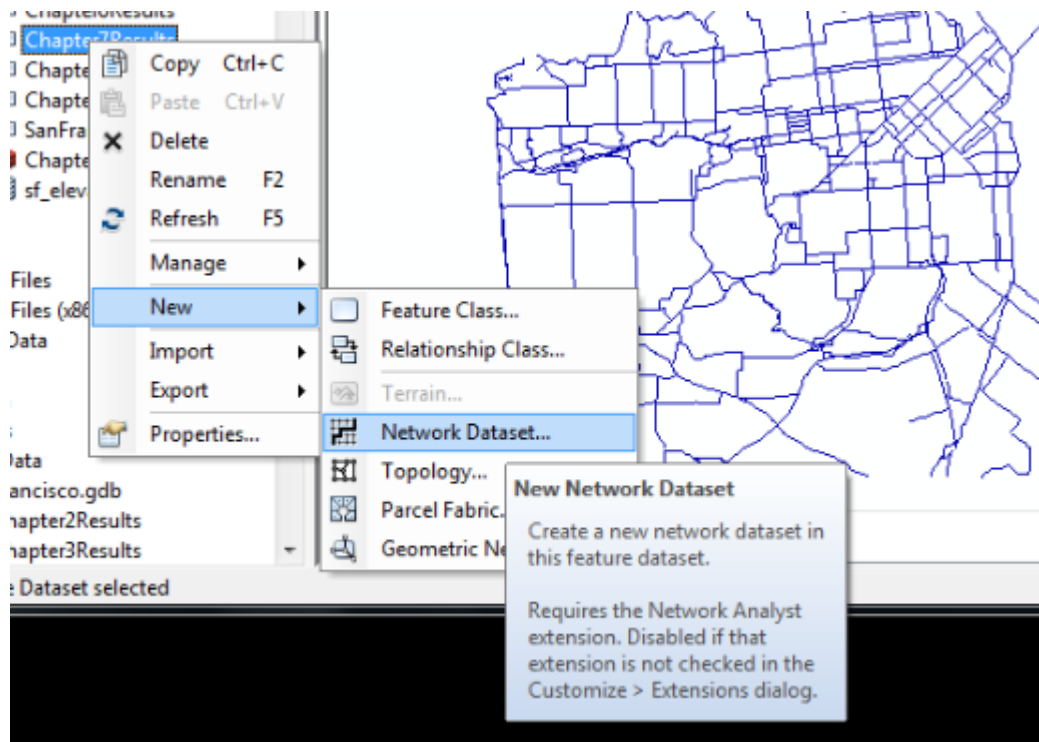 Chapter6Results
Chapter7Results
Chapte
Chapte
SanFra
Chapte
sf_elev
Files
Files (x86
Data
ata
ancisco.gdb
hapter2Results
hapter3Results
e Dataset selected
Copy Ctrl+C
Paste Ctrl+V
Delete
Rename F2
Refresh F5
Manage
New
Import
Export
Properties...
Feature Class...
Relationship Class...
Terrain...
Network Dataset...
Topology...
Parcel Fabric.
Geometric Ne
New Network Dataset
Create a new network dataset in
this feature dataset.
Requires the Network Analyst
extension. Disabled if that
extension is not checked in the
Customize > Extensions dialog.